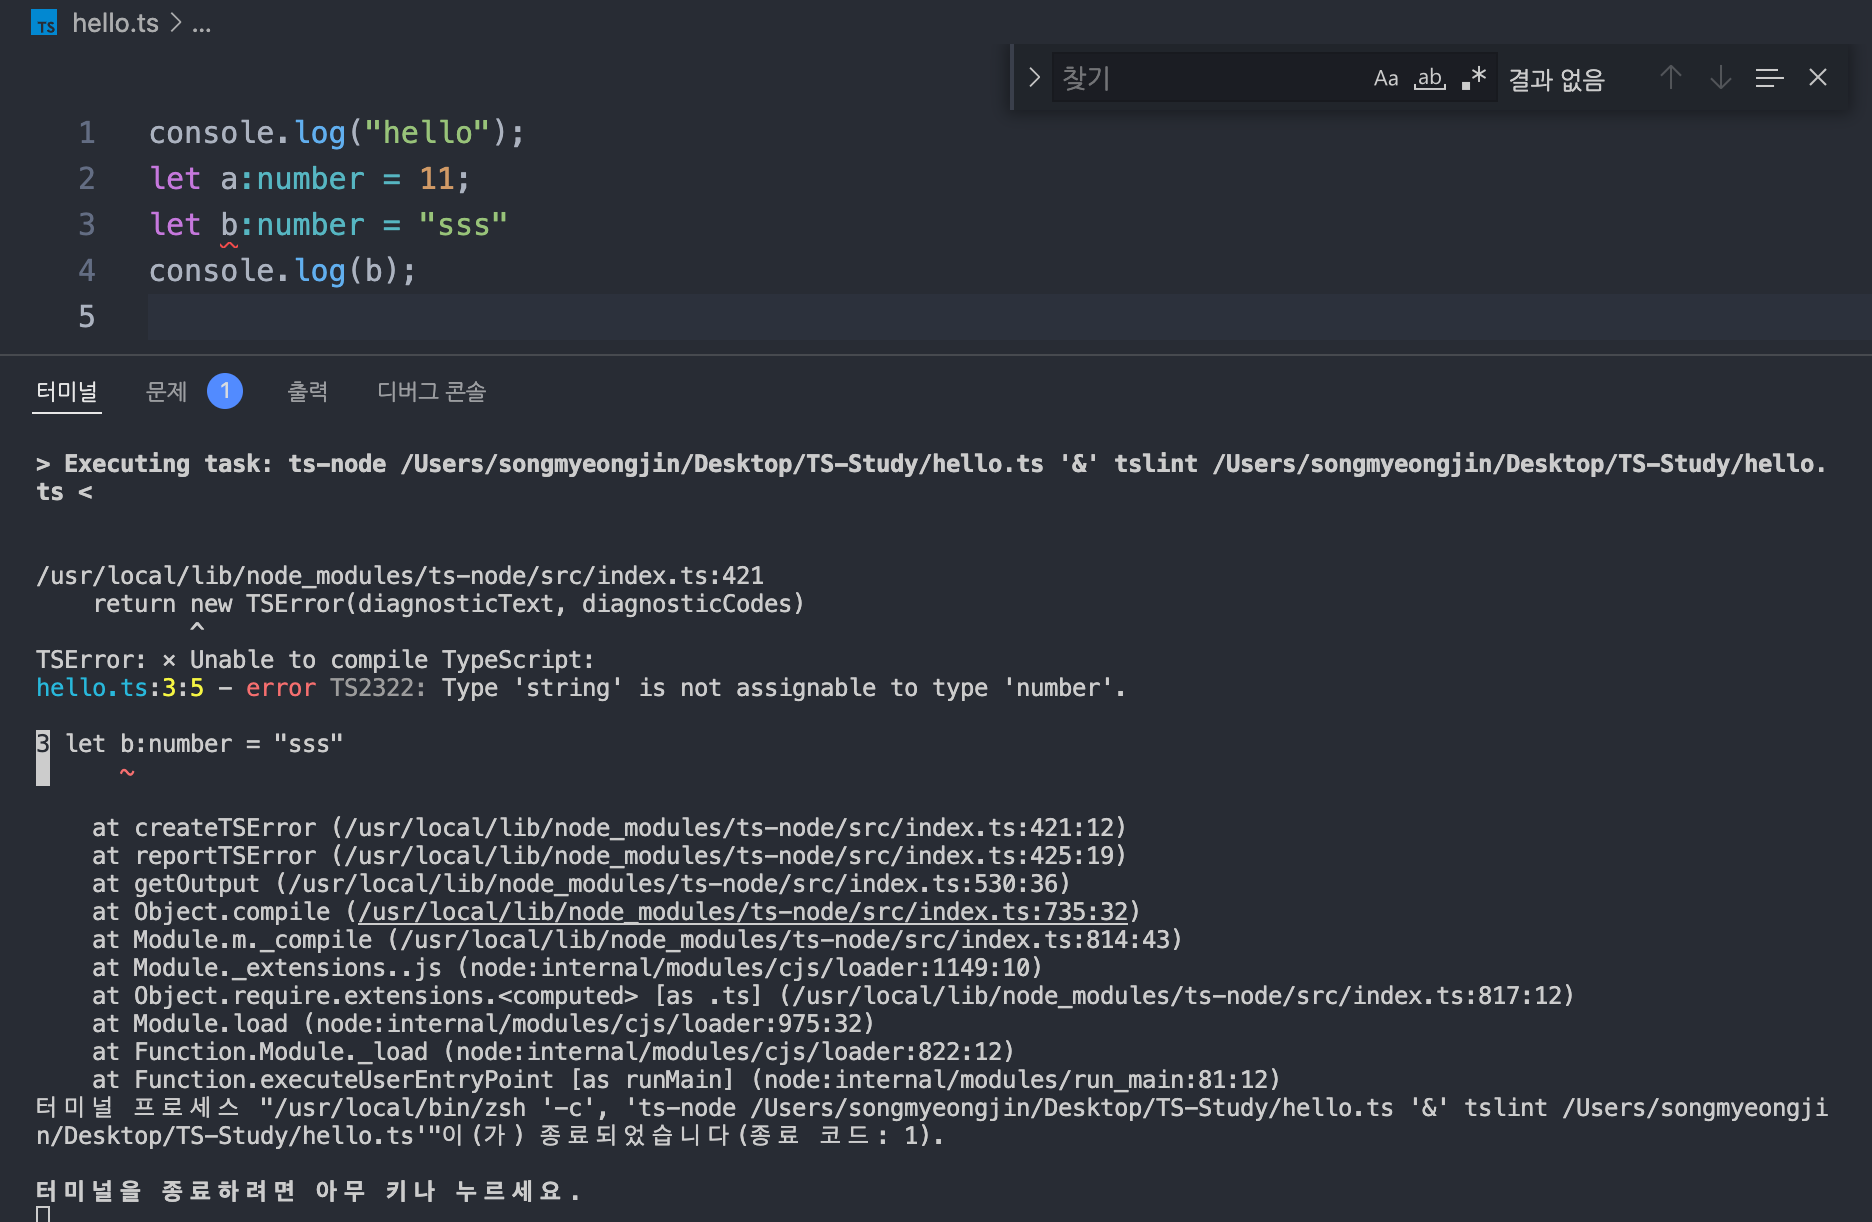 TS hello.ts > ...
찾기 Aa ab .* 결과 없음
1 console.log("hello");
2 let a:number = 11;
3 let b:number = "sss"
4 console.log(b);
5
터미널 문제 1 출력 디버그 콘솔
> Executing task: ts-node /Users/songmyeongjin/Desktop/TS-Study/hello.ts '&' tslint /Users/songmyeongjin/Desktop/TS-Study/hello.
ts <
/usr/local/lib/node_modules/ts-node/src/index.ts:421
    return new TSError(diagnosticText, diagnosticCodes)
           ^
TSError: ⨯ Unable to compile TypeScript:
hello.ts:3:5 - error TS2322: Type 'string' is not assignable to type 'number'.
3 let b:number = "sss"
      ~
    at createTSError (/usr/local/lib/node_modules/ts-node/src/index.ts:421:12)
    at reportTSError (/usr/local/lib/node_modules/ts-node/src/index.ts:425:19)
    at getOutput (/usr/local/lib/node_modules/ts-node/src/index.ts:530:36)
    at Object.compile (/usr/local/lib/node_modules/ts-node/src/index.ts:735:32)
    at Module.m._compile (/usr/local/lib/node_modules/ts-node/src/index.ts:814:43)
    at Module._extensions..js (node:internal/modules/cjs/loader:1149:10)
    at Object.require.extensions.<computed> [as .ts] (/usr/local/lib/node_modules/ts-node/src/index.ts:817:12)
    at Module.load (node:internal/modules/cjs/loader:975:32)
    at Function.Module._load (node:internal/modules/cjs/loader:822:12)
    at Function.executeUserEntryPoint [as runMain] (node:internal/modules/run_main:81:12)
터미널 프로세스 "/usr/local/bin/zsh '-c', 'ts-node /Users/songmyeongjin/Desktop/TS-Study/hello.ts '&' tslint /Users/songmyeongji
n/Desktop/TS-Study/hello.ts'"이(가) 종료되었습니다(종료 코드: 1).
터미널을 종료하려면 아무 키나 누르세요.